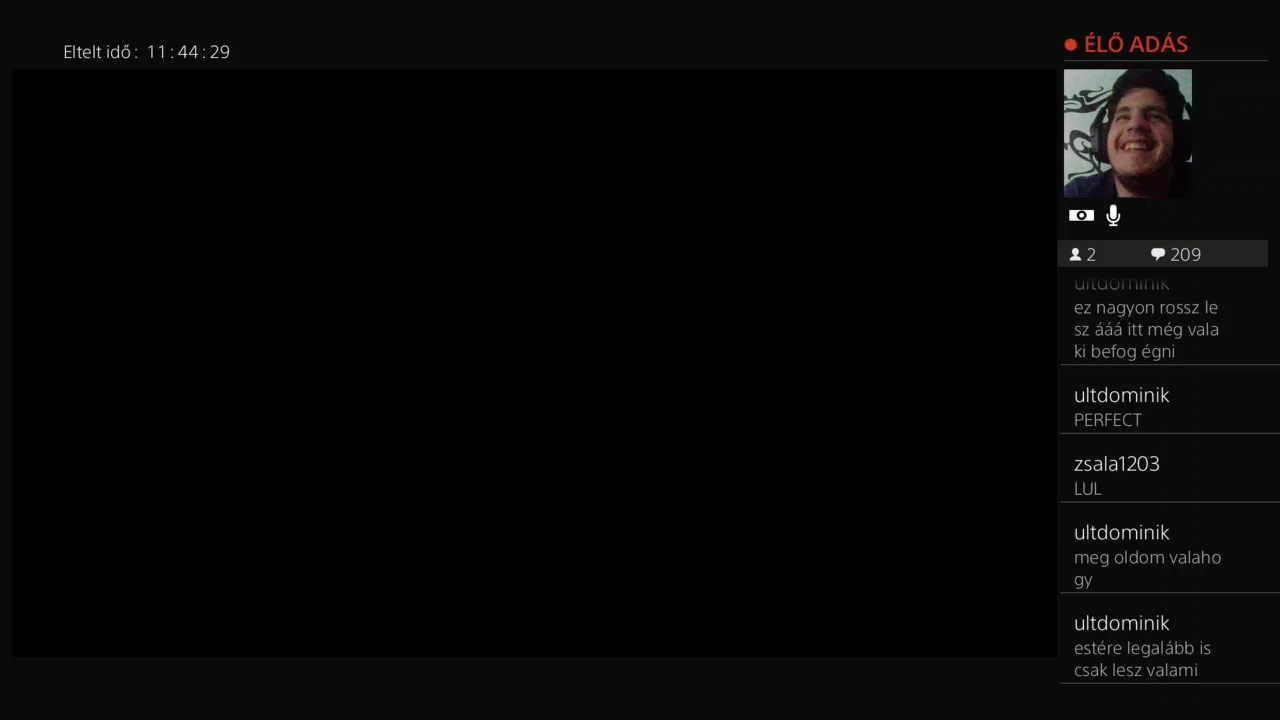 Eltelt idő : 11 : 44 : 29
ÉLŐ ADÁS
2 209
ultdominik
ez nagyon rossz le
sz ááá itt még vala
ki befog égni
ultdominik
PERFECT
zsala1203
LUL
ultdominik
meg oldom valaho
gy
ultdominik
estére legalább is
csak lesz valami